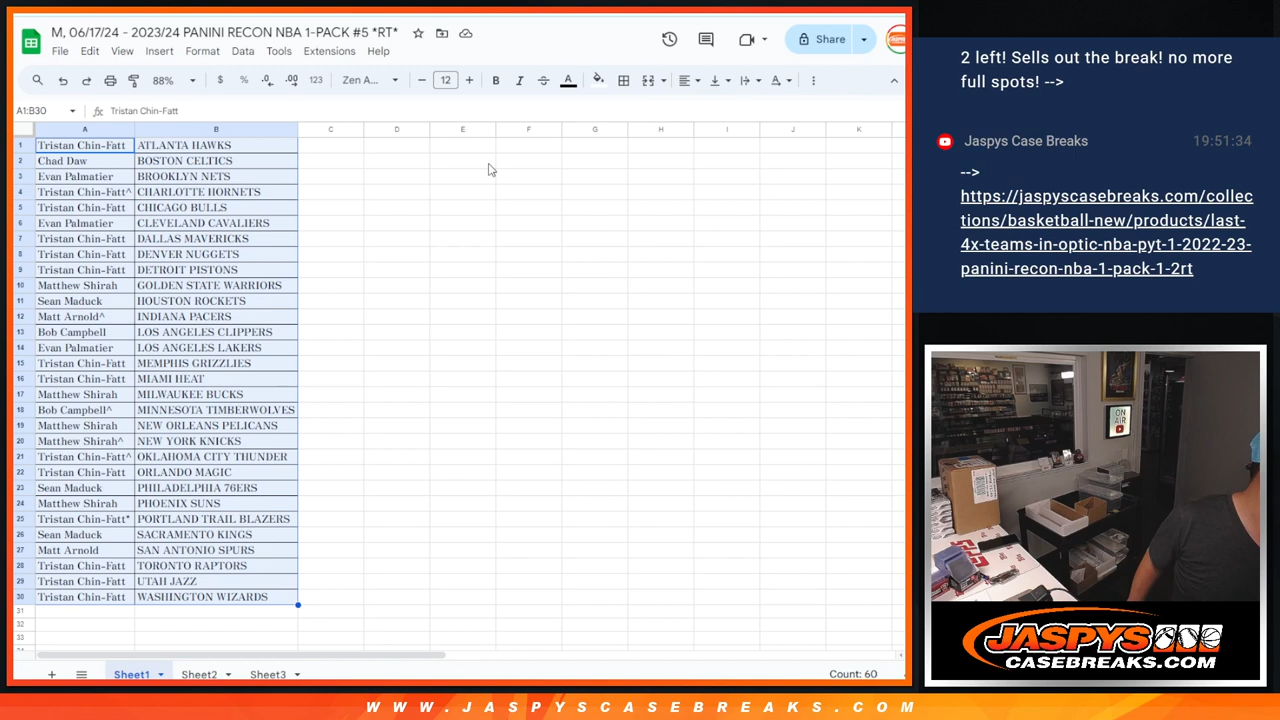 M, 06/17/24 - 2023/24 PANINI RECON NBA 1-PACK #5 *RT*
File Edit View Insert Format Data Tools Extensions Help
Share
88% $ % .0 .00 123 Zen A... 12 B I A
A1:B30 fx Tristan Chin-Fatt
A B C D E F G H I J K
1 Tristan Chin-Fatt ATLANTA HAWKS
2 Chad Daw BOSTON CELTICS
3 Evan Palmatier BROOKLYN NETS
4 Tristan Chin-Fatt^ CHARLOTTE HORNETS
5 Tristan Chin-Fatt CHICAGO BULLS
6 Evan Palmatier CLEVELAND CAVALIERS
7 Tristan Chin-Fatt DALLAS MAVERICKS
8 Tristan Chin-Fatt DENVER NUGGETS
9 Tristan Chin-Fatt DETROIT PISTONS
10 Matthew Shirah GOLDEN STATE WARRIORS
11 Sean Maduck HOUSTON ROCKETS
12 Matt Arnold^ INDIANA PACERS
13 Bob Campbell LOS ANGELES CLIPPERS
14 Evan Palmatier LOS ANGELES LAKERS
15 Tristan Chin-Fatt MEMPHIS GRIZZLIES
16 Tristan Chin-Fatt MIAMI HEAT
17 Matthew Shirah MILWAUKEE BUCKS
18 Bob Campbell^ MINNESOTA TIMBERWOLVES
19 Matthew Shirah NEW ORLEANS PELICANS
20 Matthew Shirah^ NEW YORK KNICKS
21 Tristan Chin-Fatt^ OKLAHOMA CITY THUNDER
22 Tristan Chin-Fatt ORLANDO MAGIC
23 Sean Maduck PHILADELPHIA 76ERS
24 Matthew Shirah PHOENIX SUNS
25 Tristan Chin-Fatt* PORTLAND TRAIL BLAZERS
26 Sean Maduck SACRAMENTO KINGS
27 Matt Arnold SAN ANTONIO SPURS
28 Tristan Chin-Fatt TORONTO RAPTORS
29 Tristan Chin-Fatt UTAH JAZZ
30 Tristan Chin-Fatt WASHINGTON WIZARDS
31
32
33
Sheet1 Sheet2 Sheet3 Count: 60
2 left! Sells out the break! no more
full spots! -->
Jaspys Case Breaks 19:51:34
-->
https://jaspyscasebreaks.com/collec
tions/basketball-new/products/last-
4x-teams-in-optic-nba-pyt-1-2022-23-
panini-recon-nba-1-pack-1-2rt
ON
AIR
JASPYS
CASEBREAKS.COM
WWW.JASPYSCASEBREAKS.COM